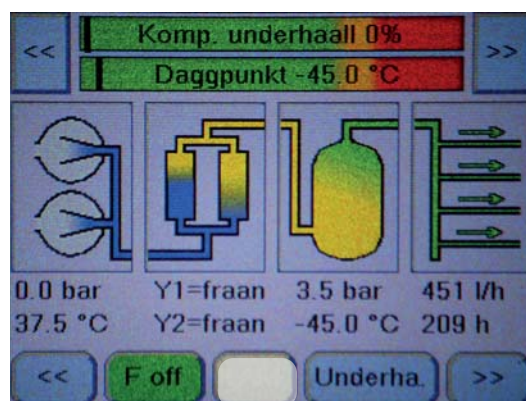 << Komp. underhaall 0% >>
Daggpunkt -45.0 °C
0.0 bar Y1=fraan 3.5 bar 451 l/h
37.5 °C Y2=fraan -45.0 °C 209 h
<< F off Underha. >>